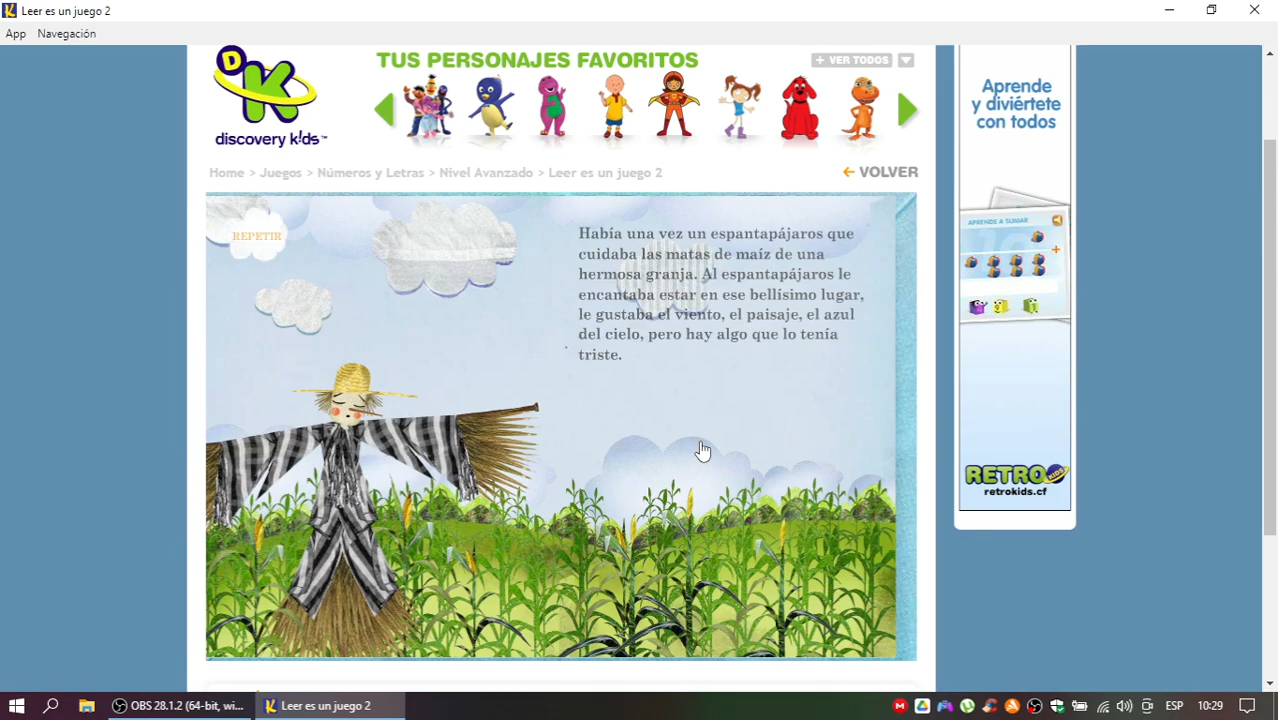 Leer es un juego 2
App Navegación
TUS PERSONAJES FAVORITOS
+ VER TODOS
D K
discovery k!ds™
Home > Juegos > Números y Letras > Nivel Avanzado > Leer es un juego 2
VOLVER
REPETIR
Había una vez un espantapájaros que
cuidaba las matas de maíz de una
hermosa granja. Al espantapájaros le
encantaba estar en ese bellísimo lugar,
le gustaba el viento, el paisaje, el azul
del cielo, pero hay algo que lo tenía
triste.
Aprende
y diviértete
con todos
APRENDE A SUMAR
RETRO KIDS
retrokids.cf
OBS 28.1.2 (64-bit, wi...
Leer es un juego 2
ESP
10:29